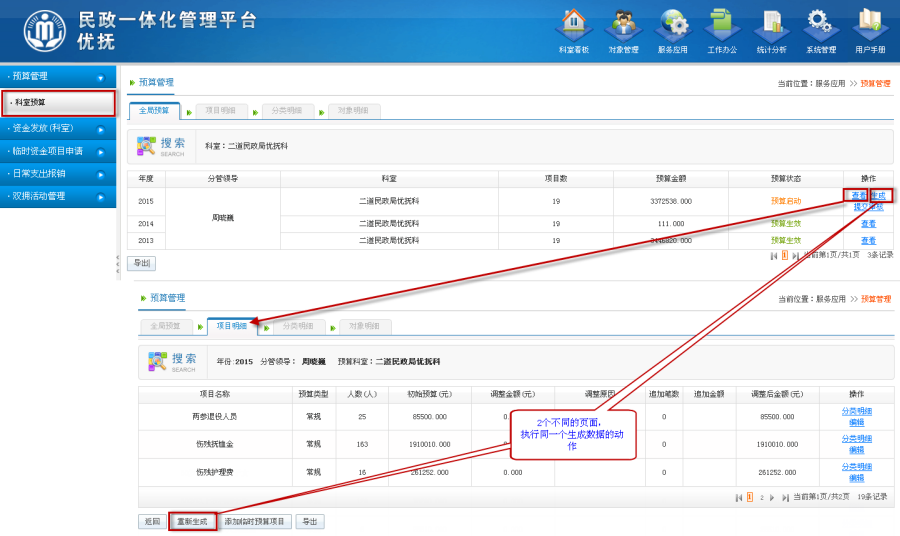 民政一体化管理平台
优抚
科室看板 对象管理 服务应用 工作办公 统计分析 系统管理 用户手册
预算管理
科室预算
资金发放(科室)
临时资金项目申请
日常支出报销
双拥活动管理
预算管理
当前位置：服务应用 >> 预算管理
全局预算 项目明细 分类明细 对象明细
搜索
SEARCH
科室：二道民政局优抚科
年度 分管领导 科室 项目数 预算金额 预算状态 操作
2015 周晓巍 二道民政局优抚科 19 3372538.000 预算启动 查看 生成
2014 二道民政局优抚科 19 111.000 预算生效 查看
2013 二道民政局优抚科 19 预算生效 查看
导出
1 当前第1页/共1页 3条记录
预算管理
当前位置：服务应用 >> 预算管理
全局预算 项目明细 分类明细 对象明细
搜索
SEARCH
年份:2015 分管领导： 周晓巍 预算科室：二道民政局优抚科
项目名称 预算类型 人数(人) 初始预算(元) 调整金额(元) 调整原因 追加笔数 追加金额 调整后金额(元) 操作
两参退役人员 常规 25 85500.000 0 85500.000 分类明细
编辑
伤残抚恤金 常规 163 1910010.000 0 1910010.000 分类明细
编辑
伤残护理费 常规 16 261252.000 0.000 0 261252.000 分类明细
编辑
2个不同的页面，
执行同一个生成数据的动
作
1 2 当前第1页/共2页 19条记录
返回 重新生成 添加临时预算项目 导出